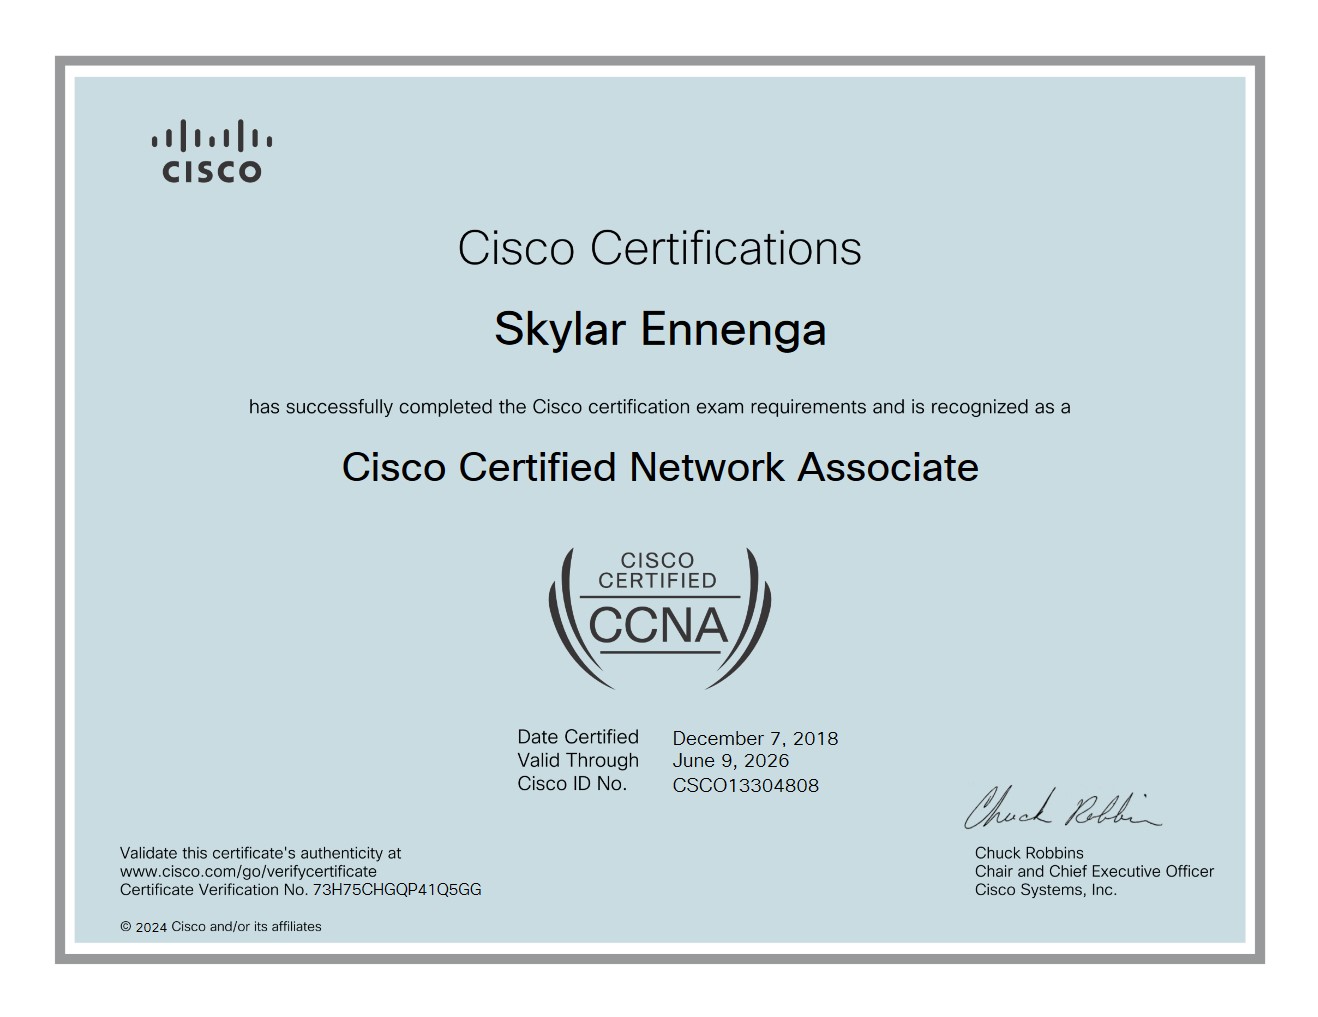 CISCO
Cisco Certifications
Skylar Ennenga
has successfully completed the Cisco certification exam requirements and is recognized as a
Cisco Certified Network Associate
CISCO
CERTIFIED
CCNA
Date Certified December 7, 2018
Valid Through June 9, 2026
Cisco ID No. CSCO13304808
Chuck Robbins
Validate this certificate's authenticity at
www.cisco.com/go/verifycertificate
Certificate Verification No. 73H75CHGQP41Q5GG
Chuck Robbins
Chair and Chief Executive Officer
Cisco Systems, Inc.
© 2024 Cisco and/or its affiliates